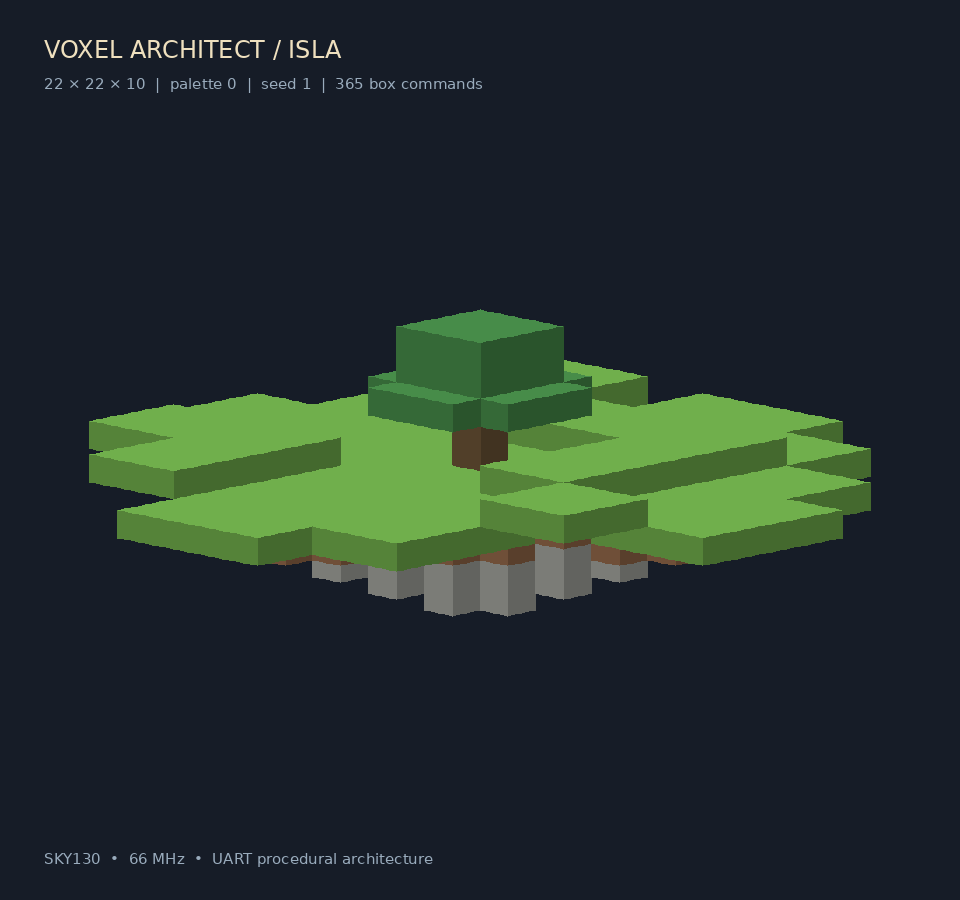 VOXEL ARCHITECT / ISLA
22 × 22 × 10 | palette 0 | seed 1 | 365 box commands
SKY130 • 66 MHz • UART procedural architecture